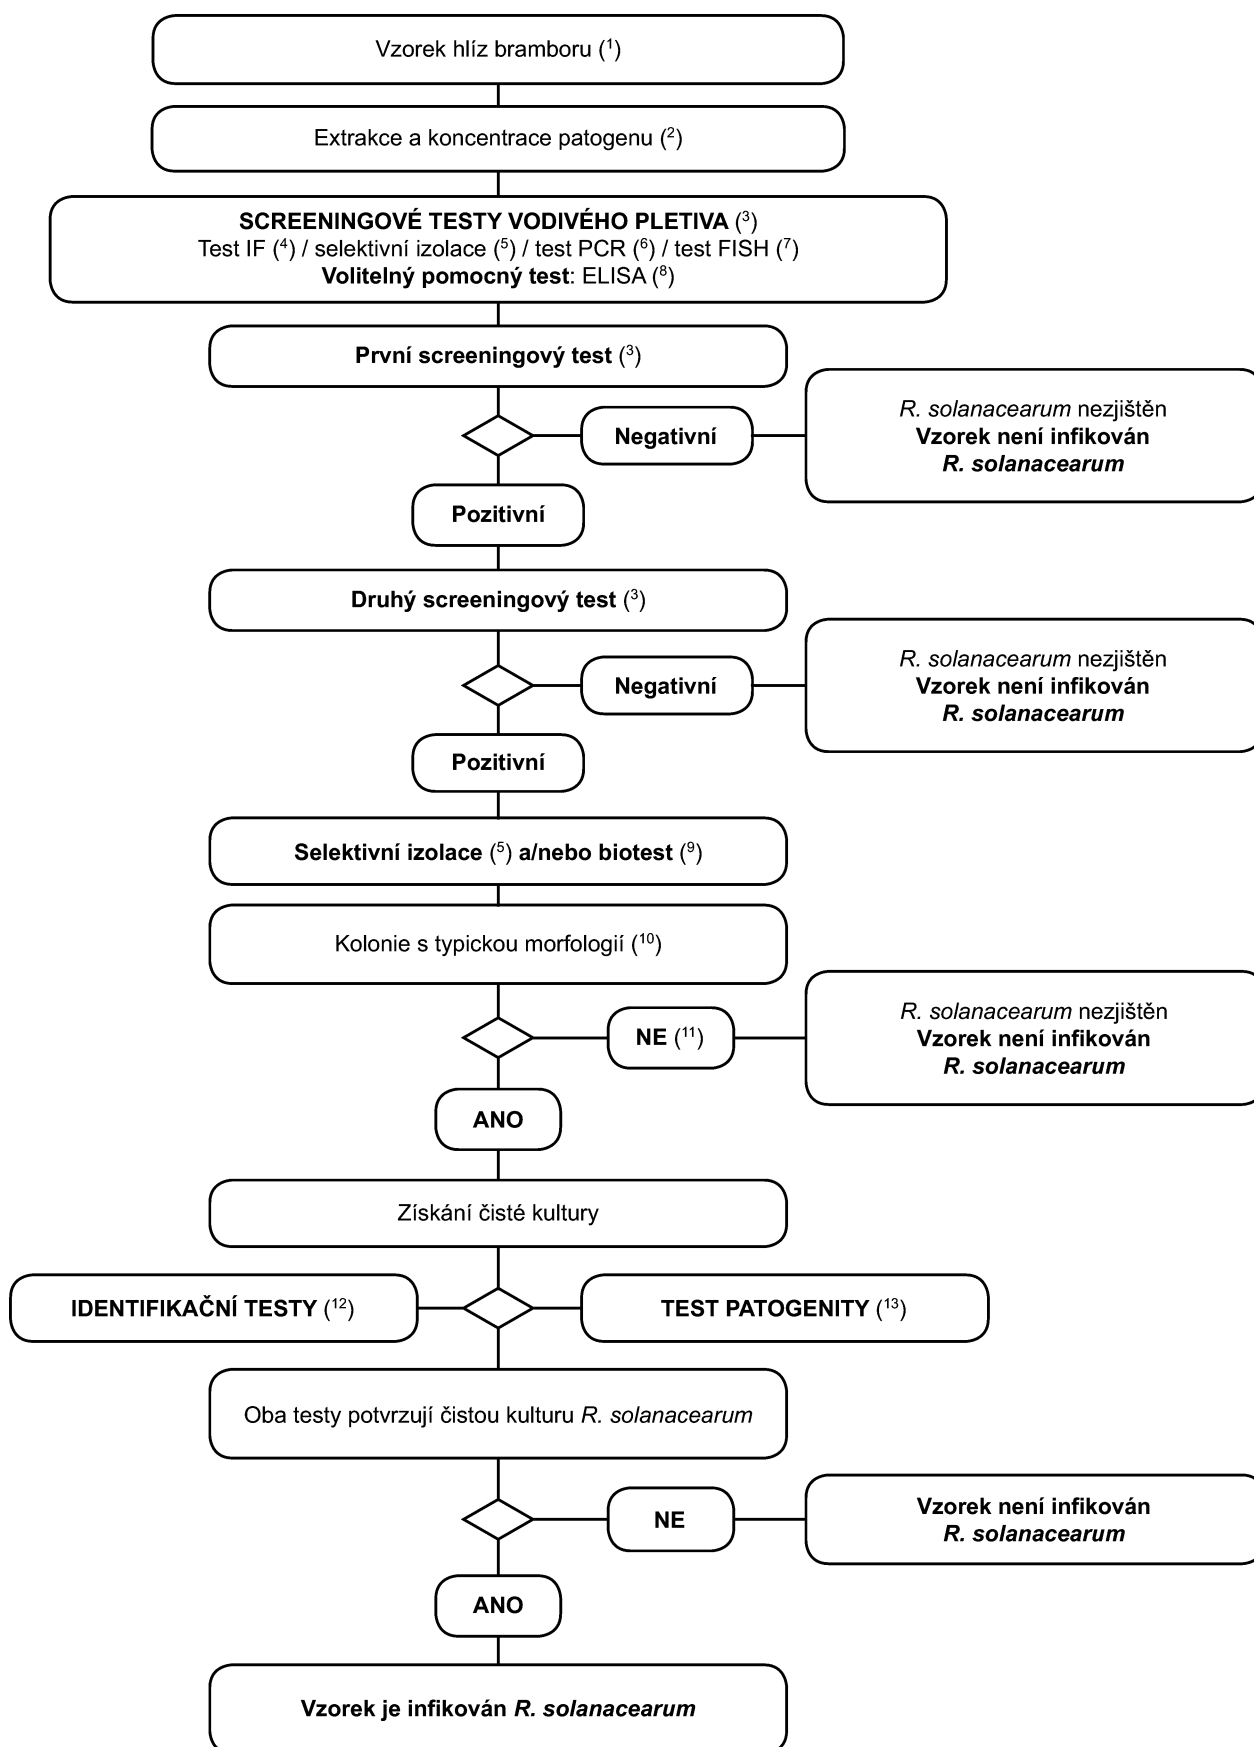 Vzorek hlíz bramboru (1)
Extrakce a koncentrace patogenu (2)
SCREENINGOVÉ TESTY VODIVÉHO PLETIVA (3)
Test IF (4) / selektivní izolace (5) / test PCR (6) / test FISH (7)
Volitelný pomocný test: ELISA (8)
První screeningový test (3)
Negativní
R. solanacearum nezjištěn
Vzorek není infikován
R. solanacearum
Pozitivní
Druhý screeningový test (3)
Negativní
R. solanacearum nezjištěn
Vzorek není infikován
R. solanacearum
Pozitivní
Selektivní izolace (5) a/nebo biotest (9)
Kolonie s typickou morfologií (10)
NE (11)
R. solanacearum nezjištěn
Vzorek není infikován
R. solanacearum
ANO
Získání čisté kultury
IDENTIFIKAČNÍ TESTY (12)
TEST PATOGENITY (13)
Oba testy potvrzují čistou kulturu R. solanacearum
NE
Vzorek není infikován
R. solanacearum
ANO
Vzorek je infikován R. solanacearum